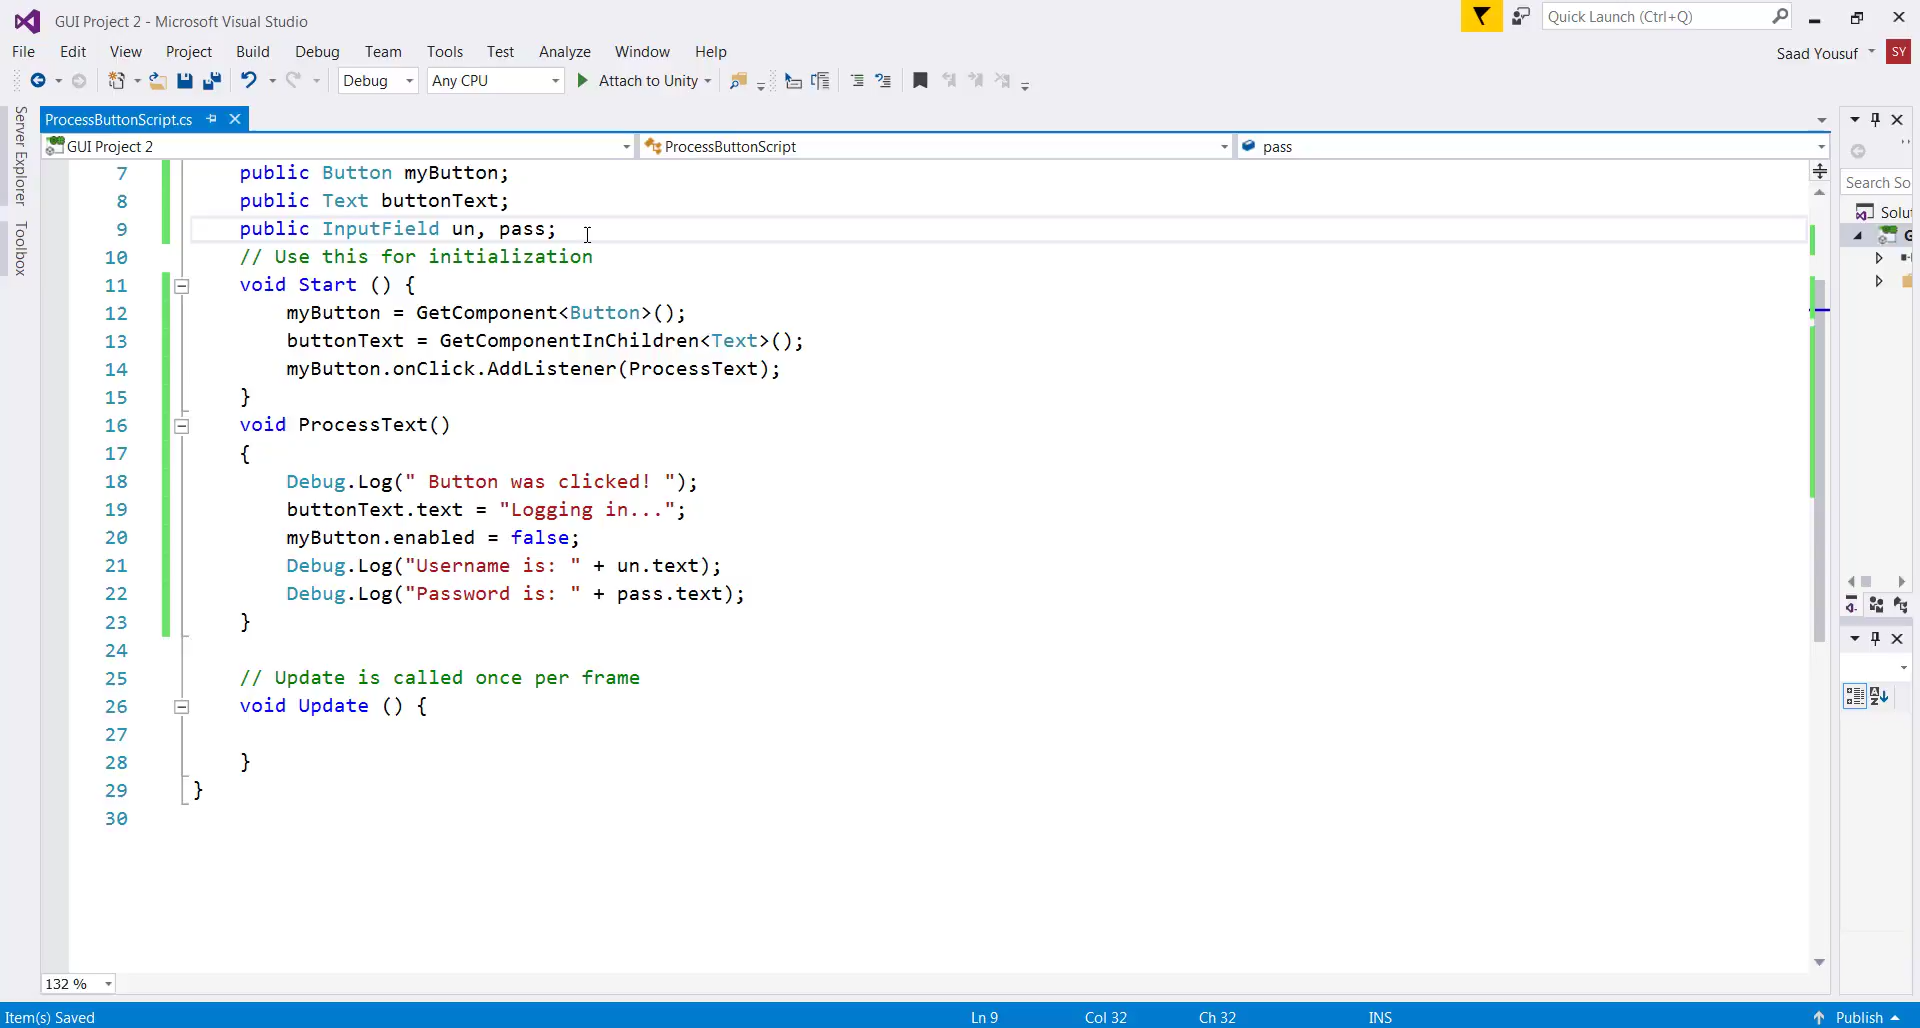 GUI Project 2 - Microsoft Visual Studio
Quick Launch (Ctrl+Q)
File Edit View Project Build Debug Team Tools Test Analyze Window Help
Saad Yousuf SY
Debug Any CPU Attach to Unity
Server Explorer
Toolbox
ProcessButtonScript.cs
GUI Project 2 ProcessButtonScript pass
Search So
Solut
G
7 public Button myButton;
8 public Text buttonText;
9 public InputField un, pass;
10 // Use this for initialization
11 void Start () {
12 myButton = GetComponent<Button>();
13 buttonText = GetComponentInChildren<Text>();
14 myButton.onClick.AddListener(ProcessText);
15 }
16 void ProcessText()
17 {
18 Debug.Log(" Button was clicked! ");
19 buttonText.text = "Logging in...";
20 myButton.enabled = false;
21 Debug.Log("Username is: " + un.text);
22 Debug.Log("Password is: " + pass.text);
23 }
24
25 // Update is called once per frame
26 void Update () {
27
28 }
29 }
30
132 %
Item(s) Saved Ln 9 Col 32 Ch 32 INS Publish